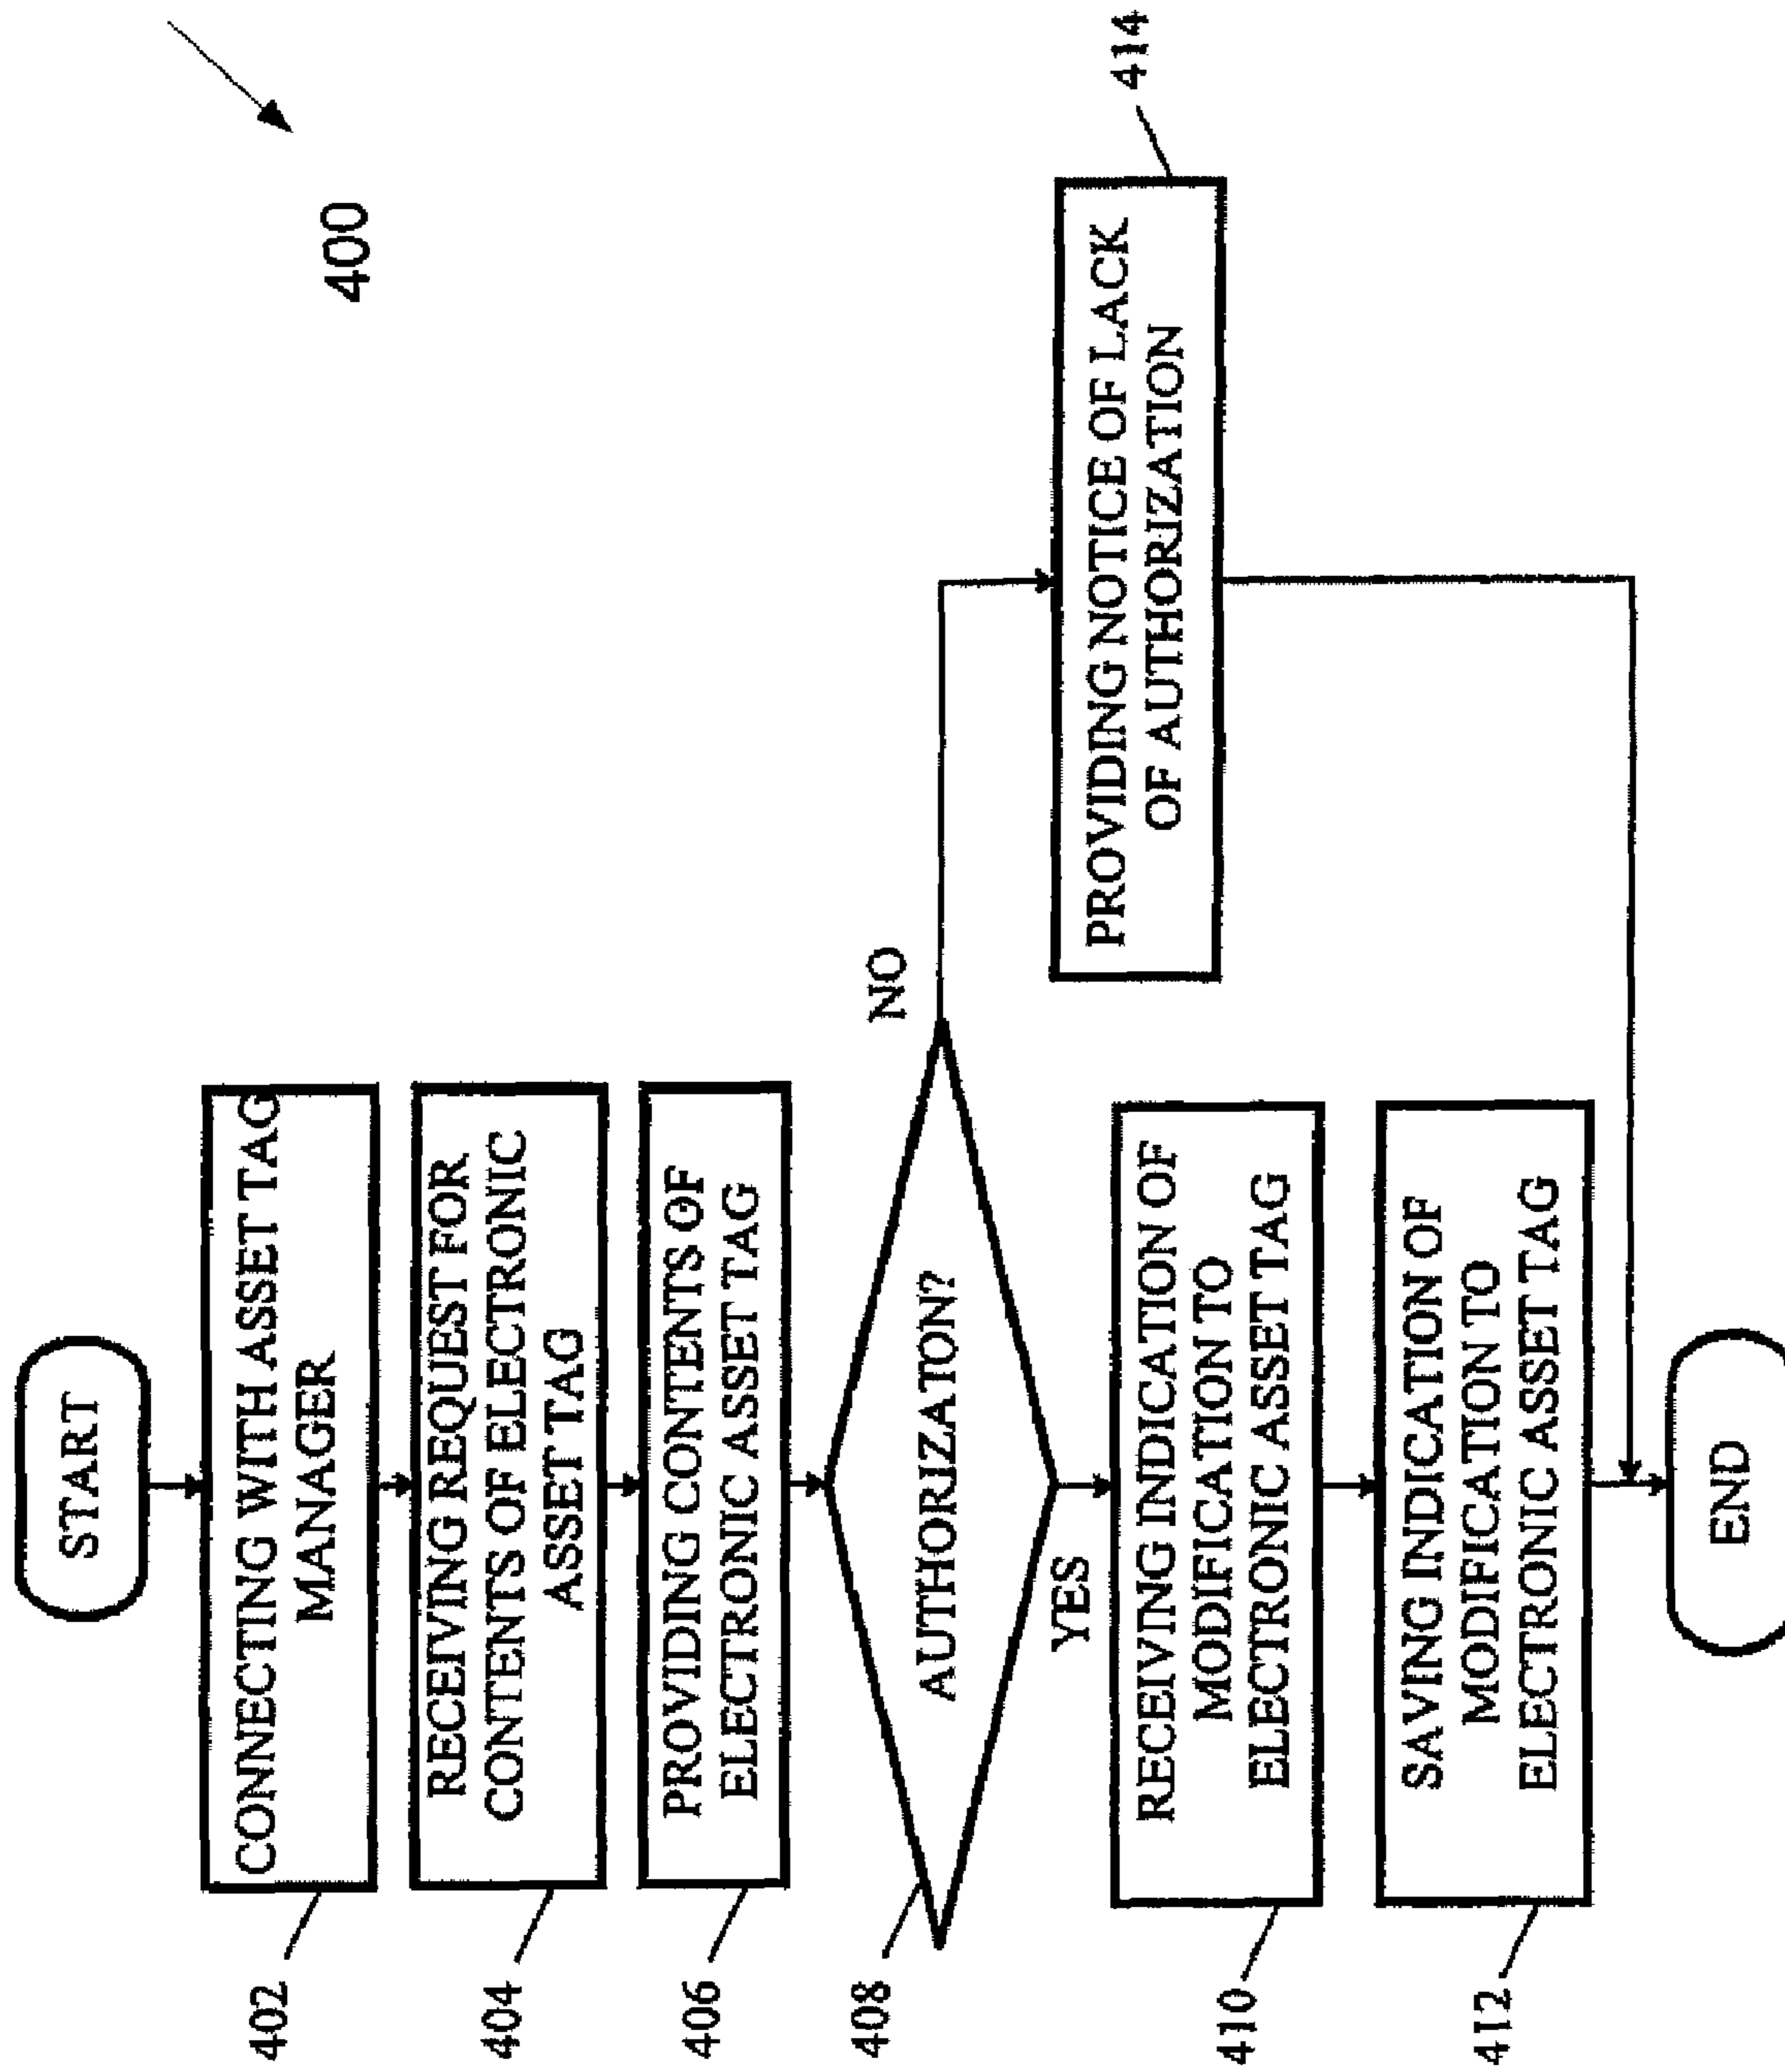 400
START
402
CONNECTING WITH ASSET TAG
MANAGER
404
RECEIVING REQUEST FOR
CONTENTS OF ELECTRONIC
ASSET TAG
406
PROVIDING CONTENTS OF
ELECTRONIC ASSET TAG
408
AUTHORIZATON?
NO
YES
414
PROVIDING NOTICE OF LACK
OF AUTHORIZATION
410
RECEIVING INDICATION OF
MODIFICATION TO
ELECTRONIC ASSET TAG
412
SAVING INDICATION OF
MODIFICATION TO
ELECTRONIC ASSET TAG
END